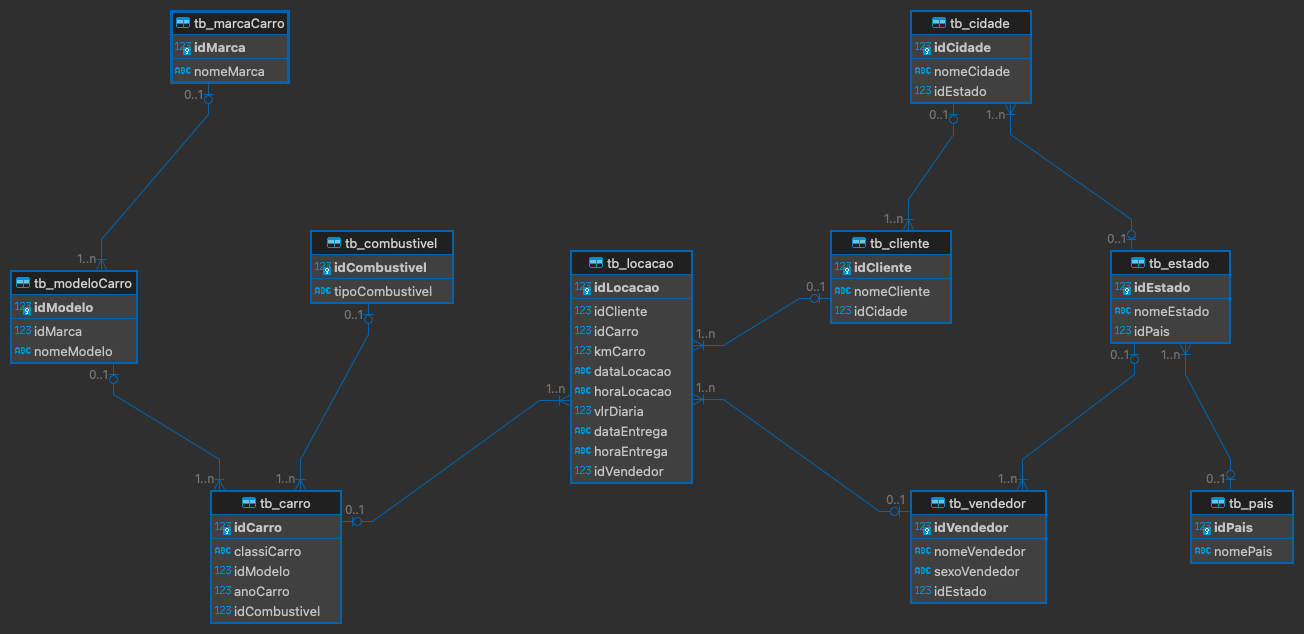 tb_marcaCarro
123 idMarca
ABC nomeMarca
0..1
1..n
tb_modeloCarro
123 idModelo
123 idMarca
ABC nomeModelo
0..1
1..n
tb_combustivel
123 idCombustivel
ABC tipoCombustivel
0..1
1..n
tb_carro
123 idCarro
ABC classiCarro
123 idModelo
123 anoCarro
123 idCombustivel
0..1
1..n
tb_locacao
123 idLocacao
123 idCliente
123 idCarro
123 kmCarro
ABC dataLocacao
ABC horaLocacao
123 vlrDiaria
ABC dataEntrega
ABC horaEntrega
123 idVendedor
1..n
1..n
0..1
0..1
tb_cidade
123 idCidade
ABC nomeCidade
123 idEstado
0..1
1..n
1..n
0..1
tb_cliente
123 idCliente
ABC nomeCliente
123 idCidade
tb_estado
123 idEstado
ABC nomeEstado
123 idPais
0..1
1..n
1..n
0..1
tb_vendedor
123 idVendedor
ABC nomeVendedor
ABC sexoVendedor
123 idEstado
tb_pais
123 idPais
ABC nomePais